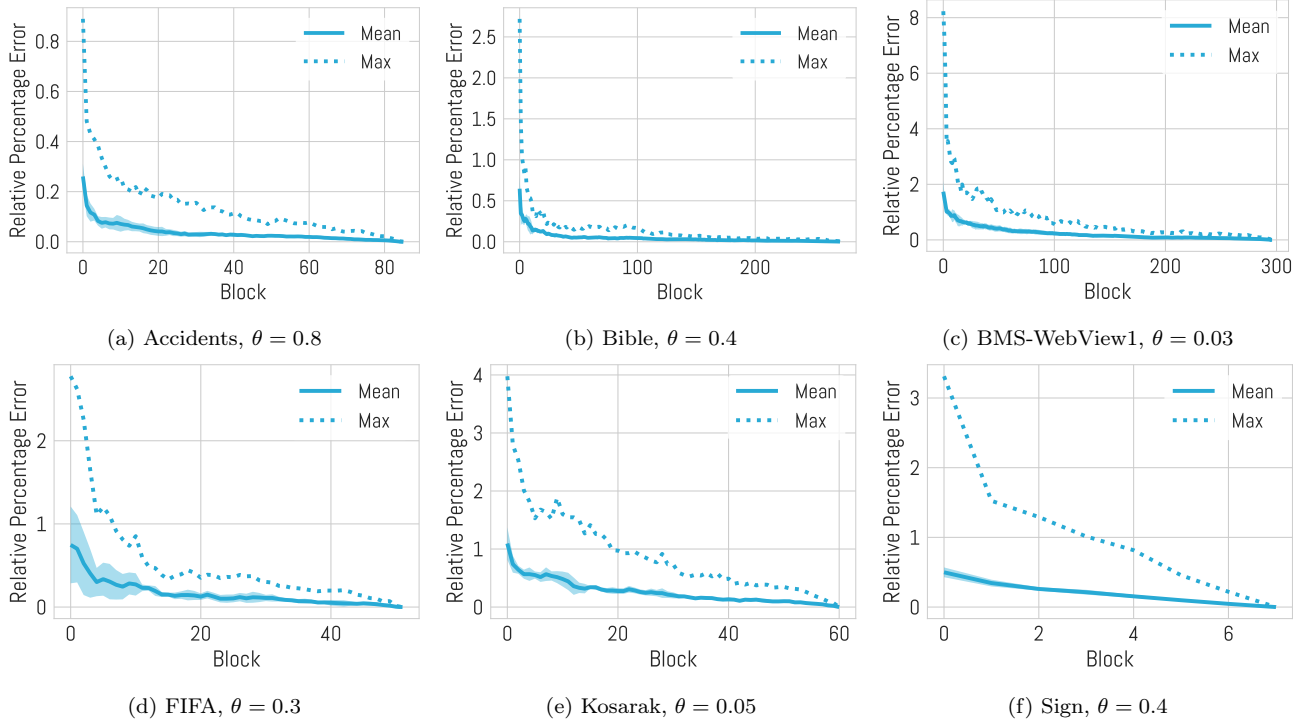 Relative Percentage Error
0.8
0.6
0.4
0.2
0.0
Mean
Max
0 20 40 60 80
Block
(a) Accidents, θ = 0.8
Relative Percentage Error
2.5
2.0
1.5
1.0
0.5
0.0
Mean
Max
0 100 200
Block
(b) Bible, θ = 0.4
Relative Percentage Error
8
6
4
2
0
Mean
Max
0 100 200 300
Block
(c) BMS-WebView1, θ = 0.03
Relative Percentage Error
2
1
0
Mean
Max
0 20 40
Block
(d) FIFA, θ = 0.3
Relative Percentage Error
4
3
2
1
0
Mean
Max
0 20 40 60
Block
(e) Kosarak, θ = 0.05
Relative Percentage Error
3
2
1
0
Mean
Max
0 2 4 6
Block
(f) Sign, θ = 0.4